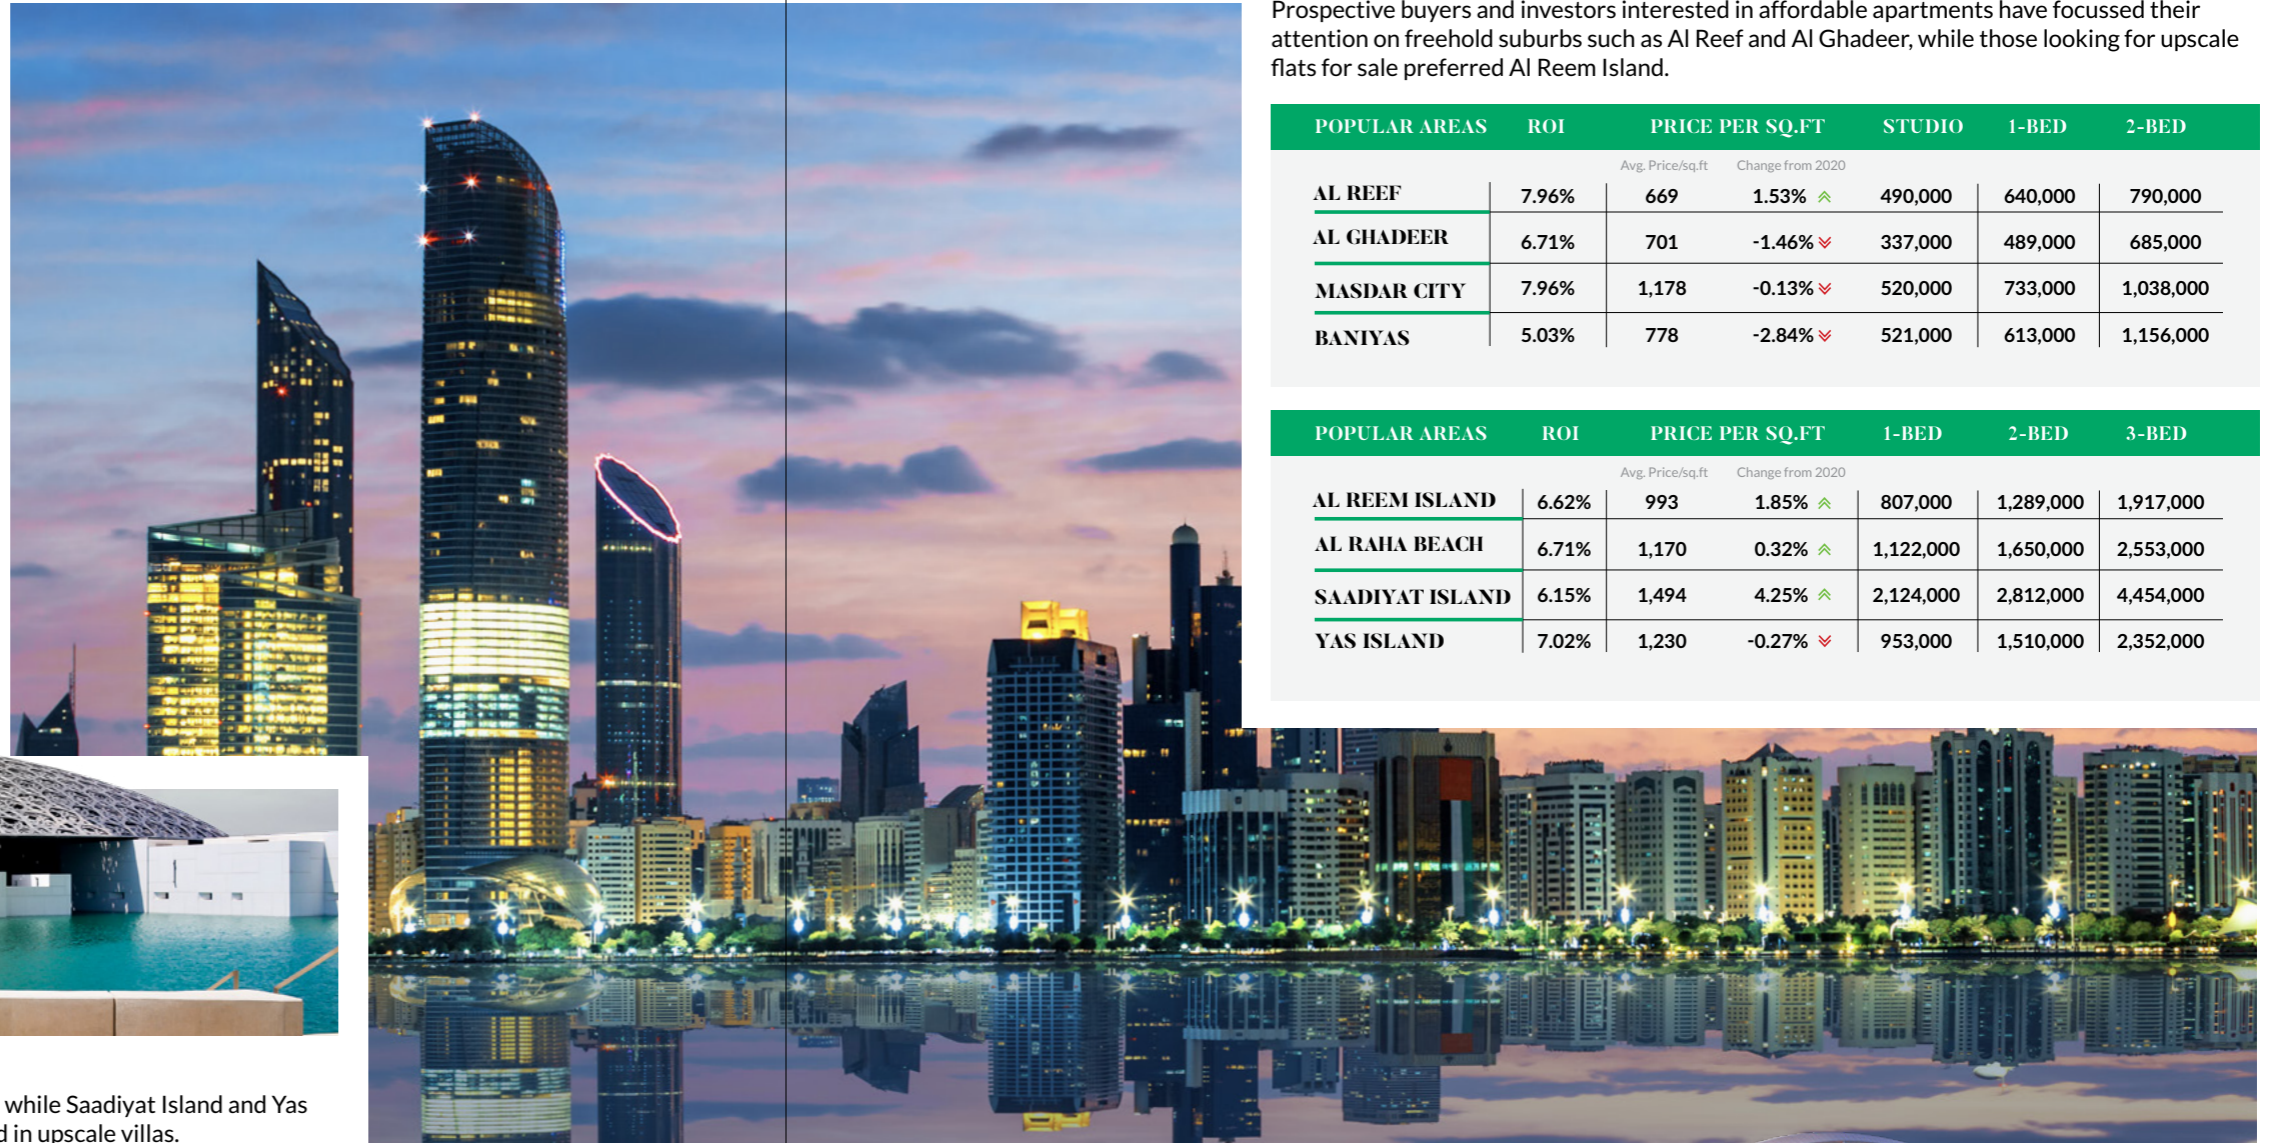 Prospective buyers and investors interested in affordable apartments have focussed their
attention on freehold suburbs such as Al Reef and Al Ghadeer, while those looking for upscale
flats for sale preferred Al Reem Island.
POPULAR AREAS ROI PRICE PER SQ.FT STUDIO 1-BED 2-BED
Avg. Price/sq.ft Change from 2020
AL REEF 7.96% 669 1.53% 490,000 640,000 790,000
AL GHADEER 6.71% 701 -1.46% 337,000 489,000 685,000
MASDAR CITY 7.96% 1,178 -0.13% 520,000 733,000 1,038,000
BANIYAS 5.03% 778 -2.84% 521,000 613,000 1,156,000
POPULAR AREAS ROI PRICE PER SQ.FT 1-BED 2-BED 3-BED
Avg. Price/sq.ft Change from 2020
AL REEM ISLAND 6.62% 993 1.85% 807,000 1,289,000 1,917,000
AL RAHA BEACH 6.71% 1,170 0.32% 1,122,000 1,650,000 2,553,000
SAADIYAT ISLAND 6.15% 1,494 4.25% 2,124,000 2,812,000 4,454,000
YAS ISLAND 7.02% 1,230 -0.27% 953,000 1,510,000 2,352,000
while Saadiyat Island and Yas
d in upscale villas.